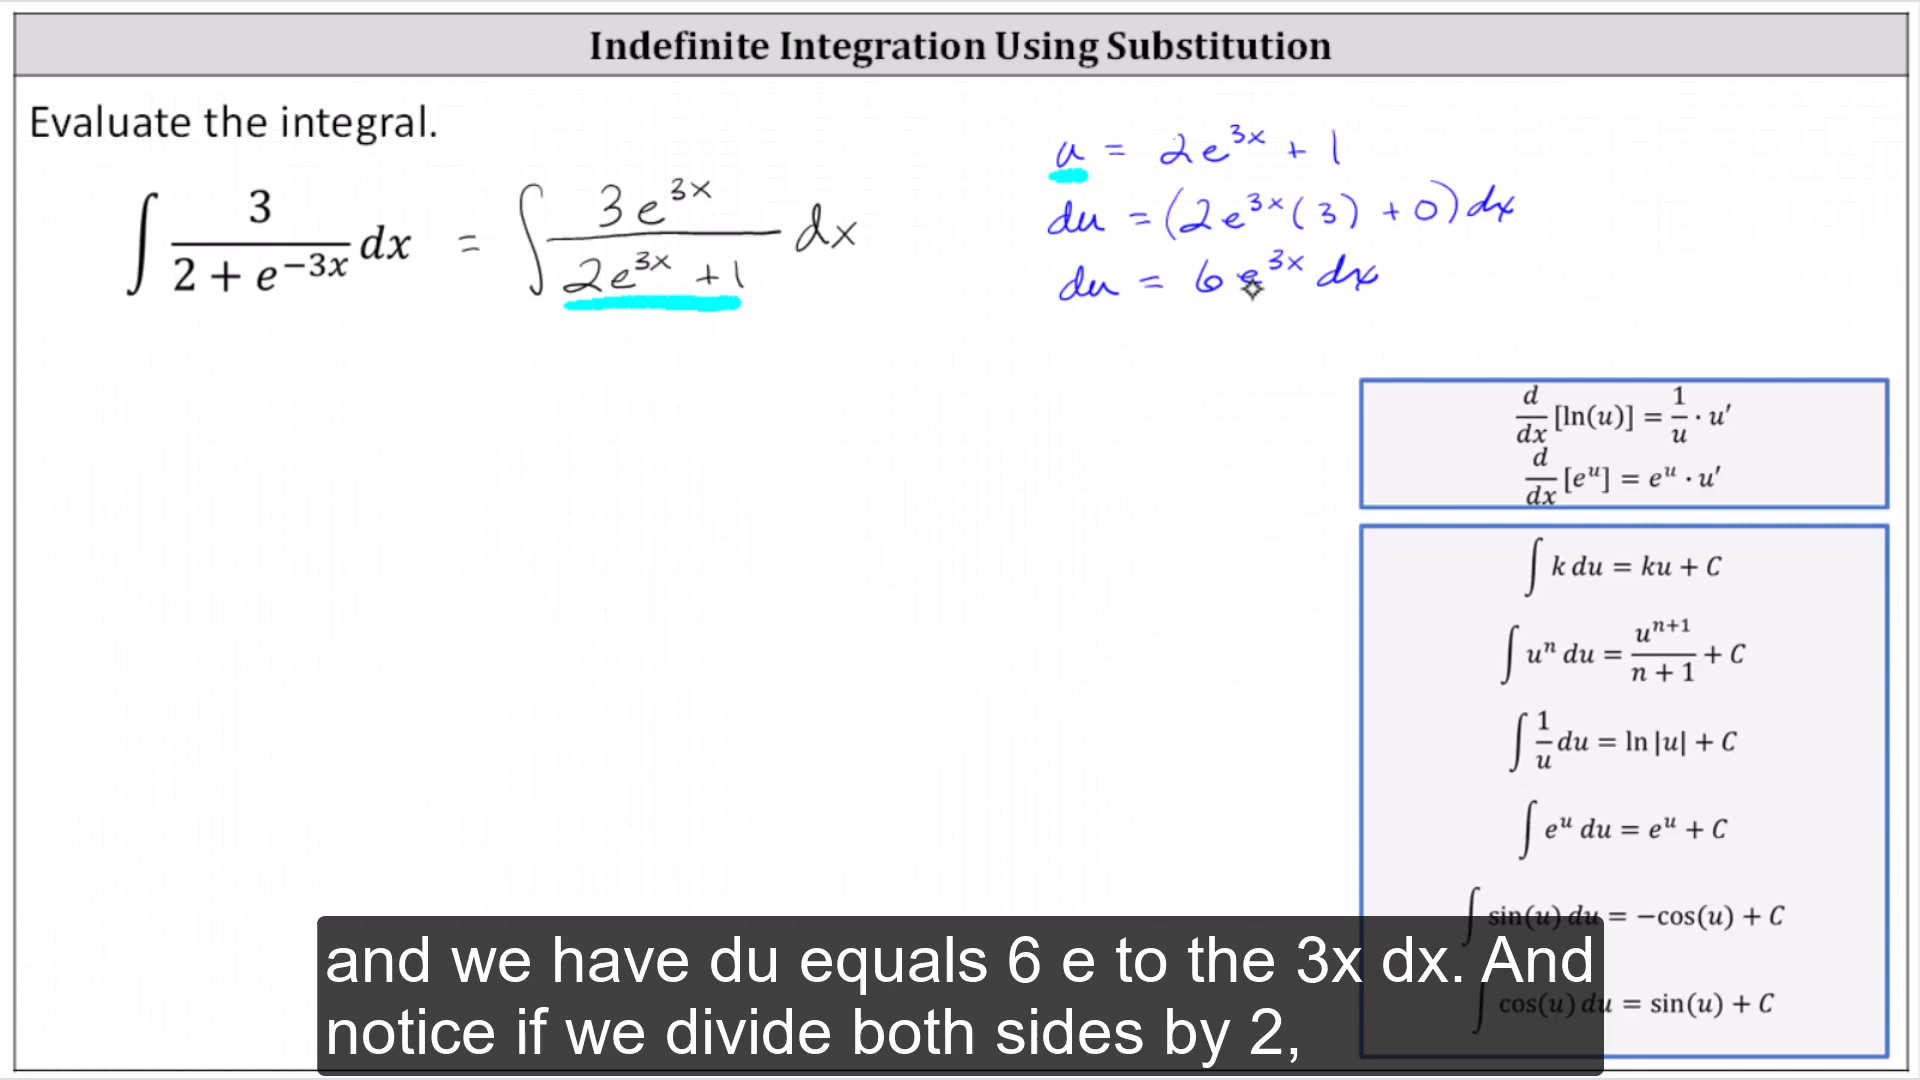 Indefinite Integration Using Substitution
Evaluate the integral.
∫ 3/(2 + e^(−3x)) dx = ∫ 3e^(3x)/(2e^(3x) + 1) dx
u = 2e^(3x) + 1
du = (2e^(3x)(3) + 0) dx
du = 6e^(3x) dx
d/dx [ln(u)] = 1/u · u′
d/dx [e^u] = e^u · u′
∫ k du = ku + C
∫ u^n du = u^(n+1)/(n + 1) + C
∫ 1/u du = ln |u| + C
∫ e^u du = e^u + C
∫ sin(u) du = −cos(u) + C
∫ cos(u) du = sin(u) + C
and we have du equals 6 e to the 3x dx. And
notice if we divide both sides by 2,